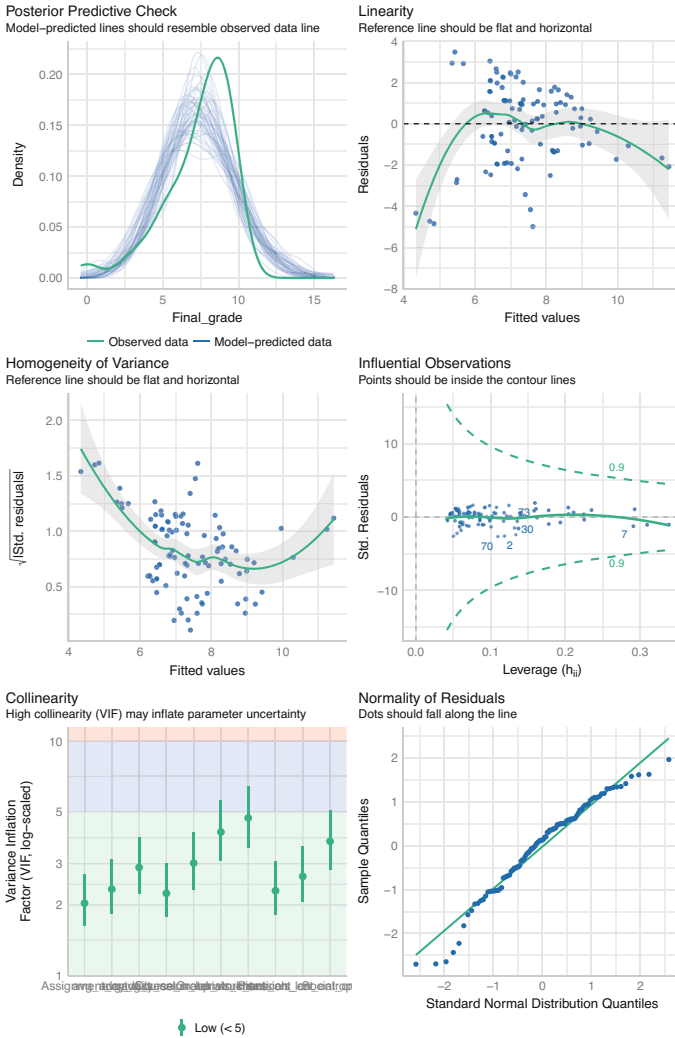 Posterior Predictive Check
Model−predicted lines should resemble observed data line
Density
0.20
0.15
0.10
0.05
0.00
0
5
10
15
Final_grade
Observed data
Model−predicted data
Linearity
Reference line should be flat and horizontal
Residuals
4
2
0
−2
−4
−6
−8
4
6
8
10
Fitted values
Homogeneity of Variance
Reference line should be flat and horizontal
√|Std. residuals|
2.0
1.5
1.0
0.5
4
6
8
10
Fitted values
Influential Observations
Points should be inside the contour lines
Std. Residuals
10
0
−10
0.9
73
30
70
2
7
0.9
0.0
0.1
0.2
0.3
Leverage (hii)
Collinearity
High collinearity (VIF) may inflate parameter uncertainty
Variance Inflation
Factor (VIF, log−scaled)
10
5
3
2
1
Low (< 5)
Normality of Residuals
Dots should fall along the line
Sample Quantiles
2
1
0
−1
−2
−2
−1
0
1
2
Standard Normal Distribution Quantiles